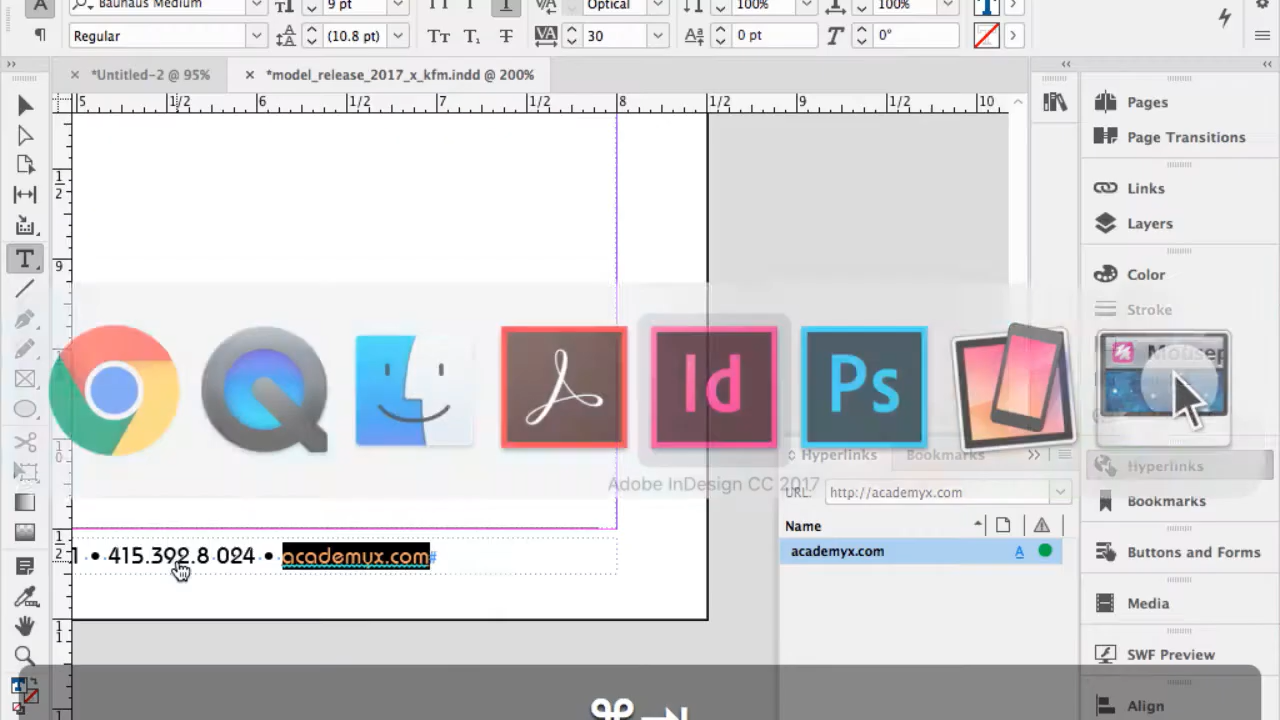 A Bauhaus Medium 9 pt Optical 100% 100%
Regular (10.8 pt) 30 0 pt 0°
*Untitled-2 @ 95% *model_release_2017_x_kfm.indd @ 200%
5 1/2 6 1/2 7 1/2 8 1/2 9 1/2 10
Pages
Page Transitions
Links
Layers
Color
Stroke
Id
Ps
Adobe InDesign CC 2017
Hyperlinks Bookmarks
Hyperlinks
URL: http://academyx.com
Bookmarks
Name
academyx.com A
1 • 415.392.8024 • academyx.com#
Buttons and Forms
Media
SWF Preview
Align
⌘ ⇥